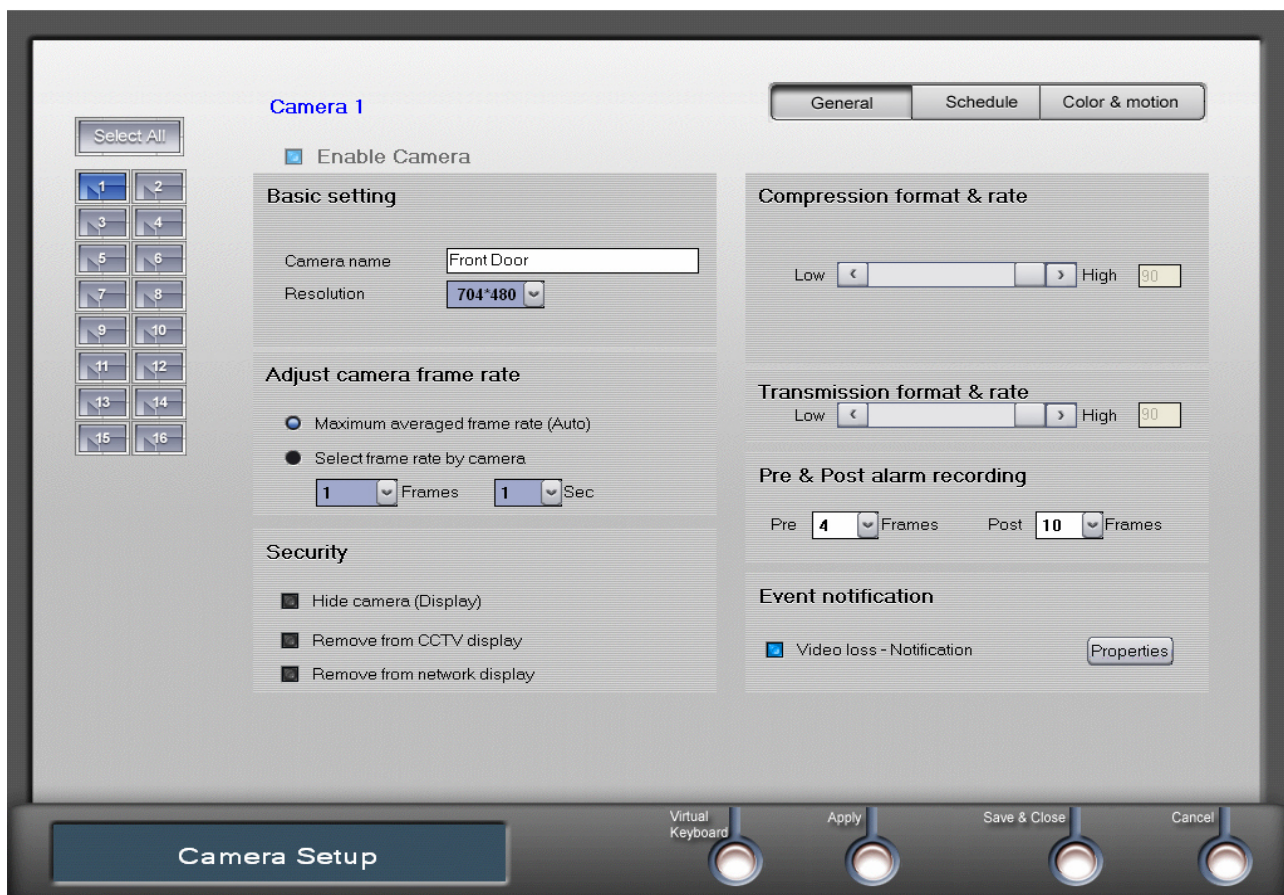 Camera 1
General
Schedule
Color & motion
Select All
Enable Camera
1
2
3
4
5
6
7
8
9
10
11
12
13
14
15
16
Basic setting
Camera name
Front Door
Resolution
704*480
Adjust camera frame rate
Maximum averaged frame rate (Auto)
Select frame rate by camera
1 Frames 1 Sec
Security
Hide camera (Display)
Remove from CCTV display
Remove from network display
Compression format & rate
Low < > High 90
Transmission format & rate
Low < > High 90
Pre & Post alarm recording
Pre 4 Frames Post 10 Frames
Event notification
Video loss - Notification
Properties
Camera Setup
Virtual
Keyboard
Apply
Save & Close
Cancel